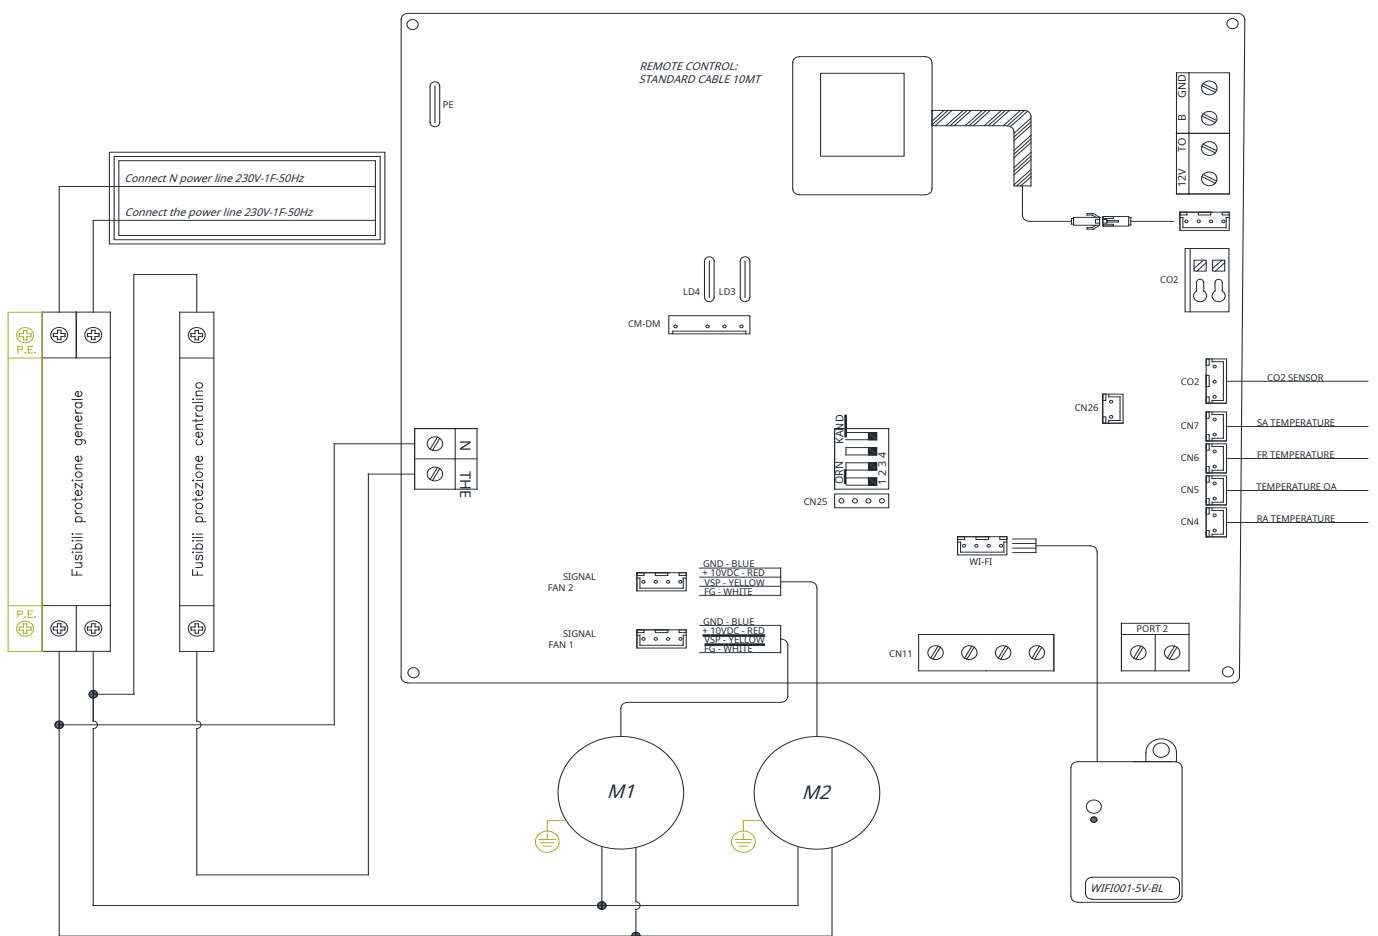 REMOTE CONTROL:
STANDARD CABLE 10MT
PE
GND
B
TO
12V
Connect N power line 230V-1F-50Hz
Connect the power line 230V-1F-50Hz
CO2
LD4
LD3
CM-DM
P.E.
Fusibili protezione generale
Fusibili protezione centralino
P.E.
N
THE
KAND
ORN
1 2 3 4
CN25
CN26
CO2
CO2 SENSOR
CN7
SA TEMPERATURE
CN6
FR TEMPERATURE
CN5
TEMPERATURE OA
CN4
RA TEMPERATURE
WI-FI
SIGNAL
FAN 2
GND - BLUE
+ 10VDC - RED
VSP - YELLOW
FG - WHITE
SIGNAL
FAN 1
GND - BLUE
+ 10VDC - RED
VSP - YELLOW
FG - WHITE
CN11
PORT 2
M1
M2
WIFI001-5V-BL